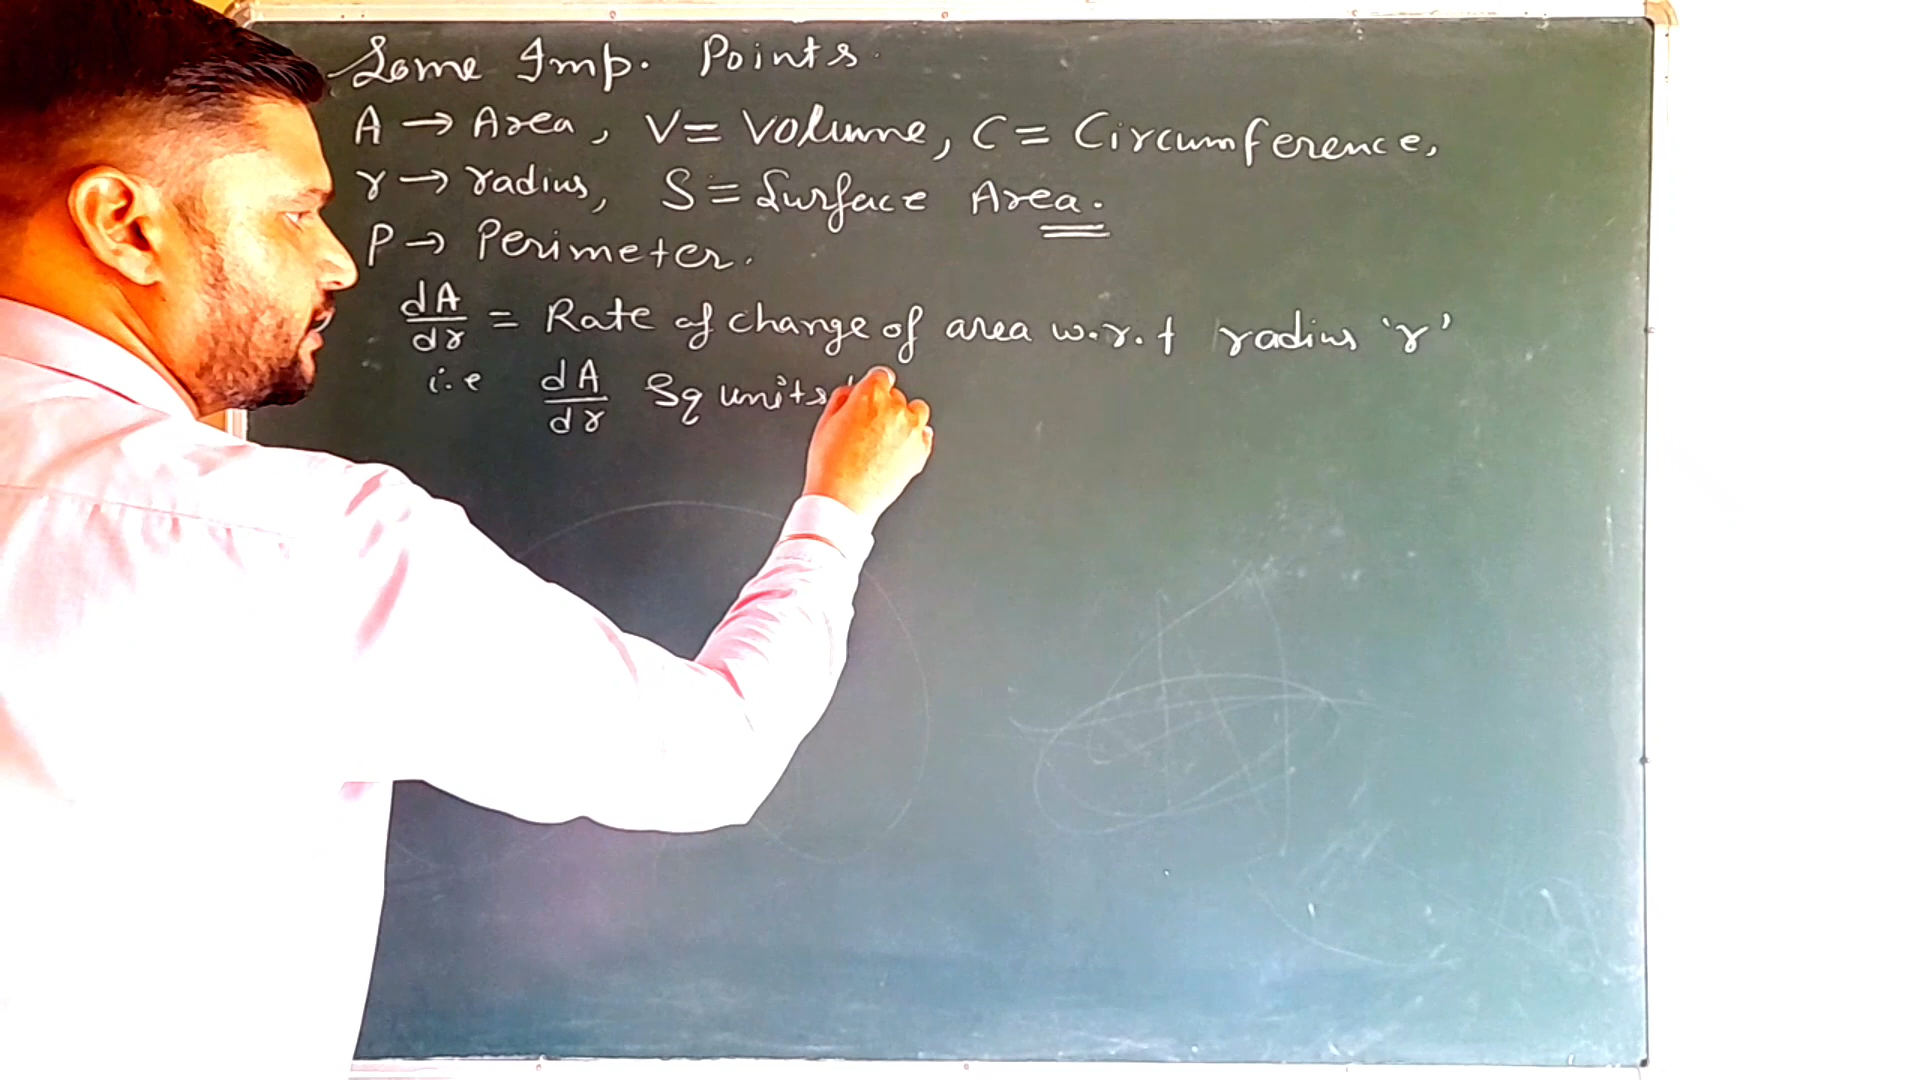 Some Imp. Points.
A → Area, V = Volume, C = Circumference,
r → radius, S = Surface Area.
P → Perimeter.
dA/dr = Rate of change of area w.r.t radius 'r'
i.e dA/dr Sq units